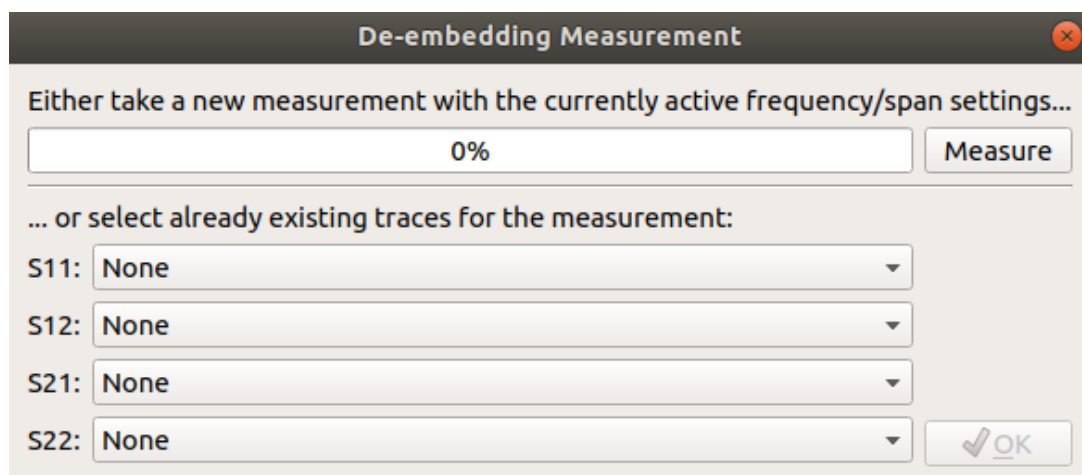 De-embedding Measurement
Either take a new measurement with the currently active frequency/span settings...
0% Measure
... or select already existing traces for the measurement:
S11: None
S12: None
S21: None
S22: None OK